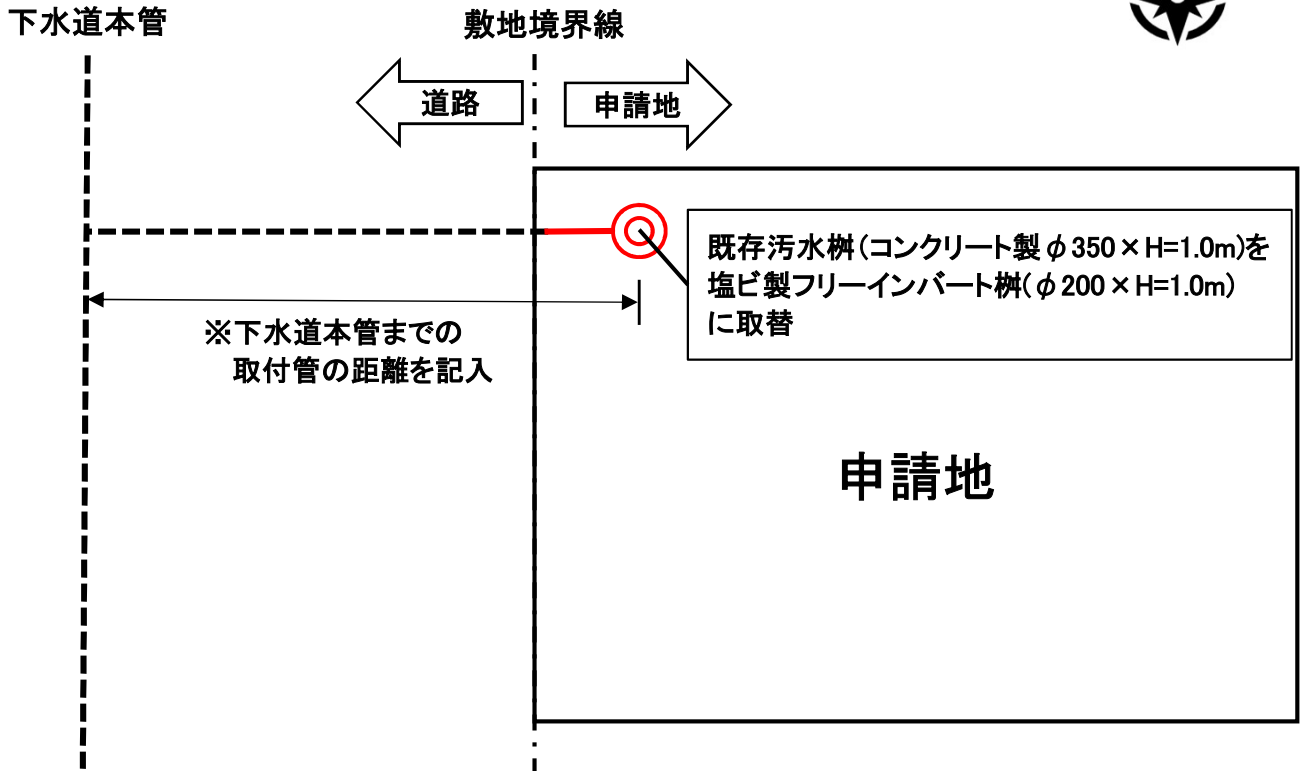 下水道本管
敷地境界線
道路
申請地
既存汚水桝(コンクリート製φ350×H=1.0m)を
塩ビ製フリーインバート桝(φ200×H=1.0m)
に取替
※下水道本管までの
取付管の距離を記入
申請地